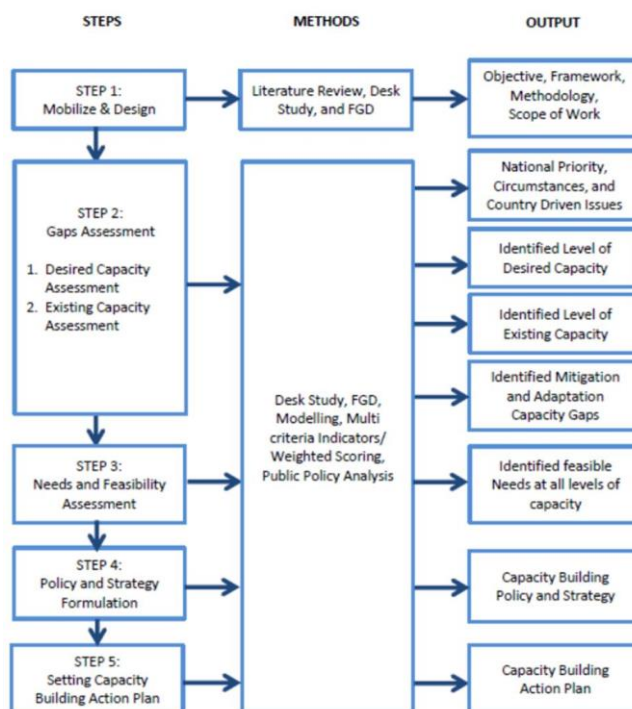 STEPS
METHODS
OUTPUT
STEP 1:
Mobilize & Design
Literature Review, Desk
Study, and FGD
Objective, Framework,
Methodology,
Scope of Work
STEP 2:
Gaps Assessment
1. Desired Capacity
Assessment
2. Existing Capacity
Assessment
Desk Study, FGD,
Modelling, Multi
criteria Indicators/
Weighted Scoring,
Public Policy Analysis
National Priority,
Circumstances, and
Country Driven Issues
Identified Level of
Desired Capacity
Identified Level of
Existing Capacity
Identified Mitigation
and Adaptation
Capacity Gaps
STEP 3:
Needs and Feasibility
Assessment
Identified feasible
Needs at all levels of
capacity
STEP 4:
Policy and Strategy
Formulation
Capacity Building
Policy and Strategy
STEP 5:
Setting Capacity
Building Action Plan
Capacity Building
Action Plan